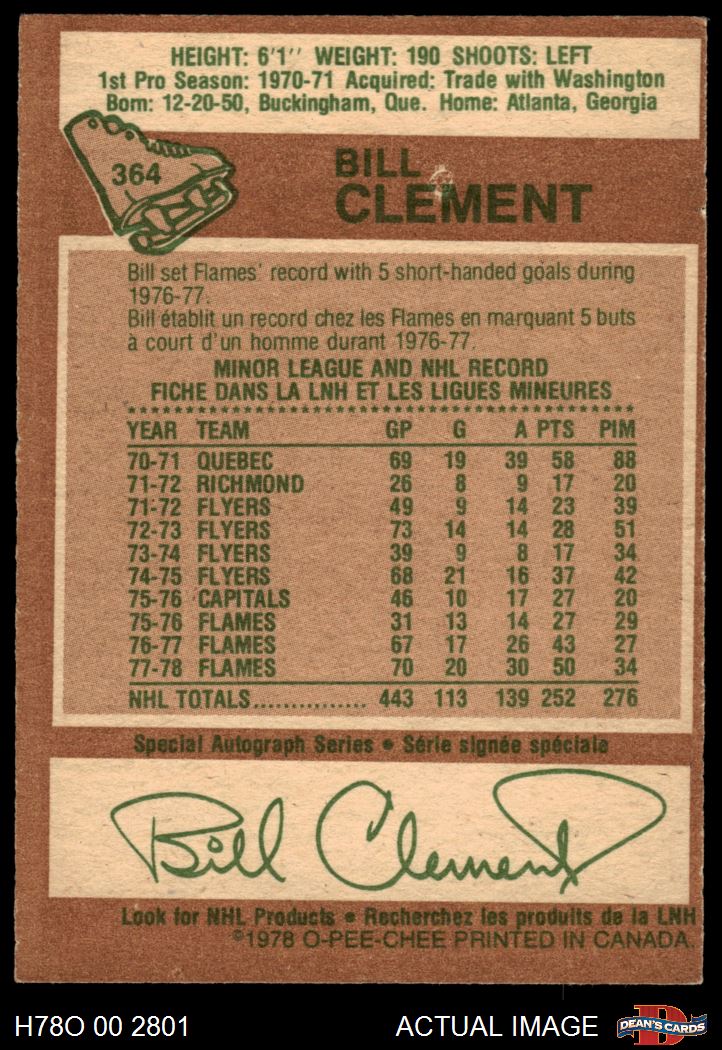 HEIGHT: 6'1'' WEIGHT: 190 SHOOTS: LEFT
1st Pro Season: 1970-71 Acquired: Trade with Washington
Born: 12-20-50, Buckingham, Que. Home: Atlanta, Georgia
364
BILL
CLEMENT
Bill set Flames' record with 5 short-handed goals during
1976-77.
Bill établit un record chez les Flames en marquant 5 buts
à court d'un homme durant 1976-77.
MINOR LEAGUE AND NHL RECORD
FICHE DANS LA LNH ET LES LIGUES MINEURES
YEAR TEAM GP G A PTS PIM
70-71 QUEBEC 69 19 39 58 88
71-72 RICHMOND 26 8 9 17 20
71-72 FLYERS 49 9 14 23 39
72-73 FLYERS 73 14 14 28 51
73-74 FLYERS 39 9 8 17 34
74-75 FLYERS 68 21 16 37 42
75-76 CAPITALS 46 10 17 27 20
75-76 FLAMES 31 13 14 27 29
76-77 FLAMES 67 17 26 43 27
77-78 FLAMES 70 20 30 50 34
NHL TOTALS............... 443 113 139 252 276
Special Autograph Series • Série signée spéciale
Bill Clement
Look for NHL Products • Recherchez les produits de la LNH
©1978 O-PEE-CHEE PRINTED IN CANADA.
H78O 00 2801 ACTUAL IMAGE D DEAN'S CARDS